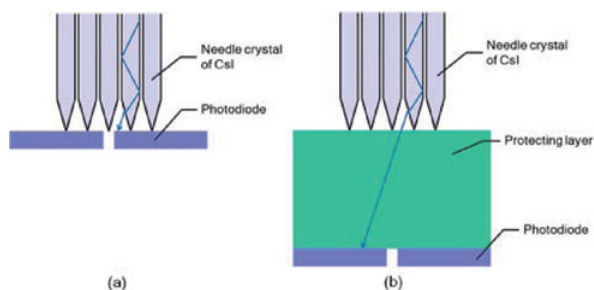 Needle crystal
of CsI
Photodiode
(a)
Needle crystal
of CsI
Protecting layer
Photodiode
(b)